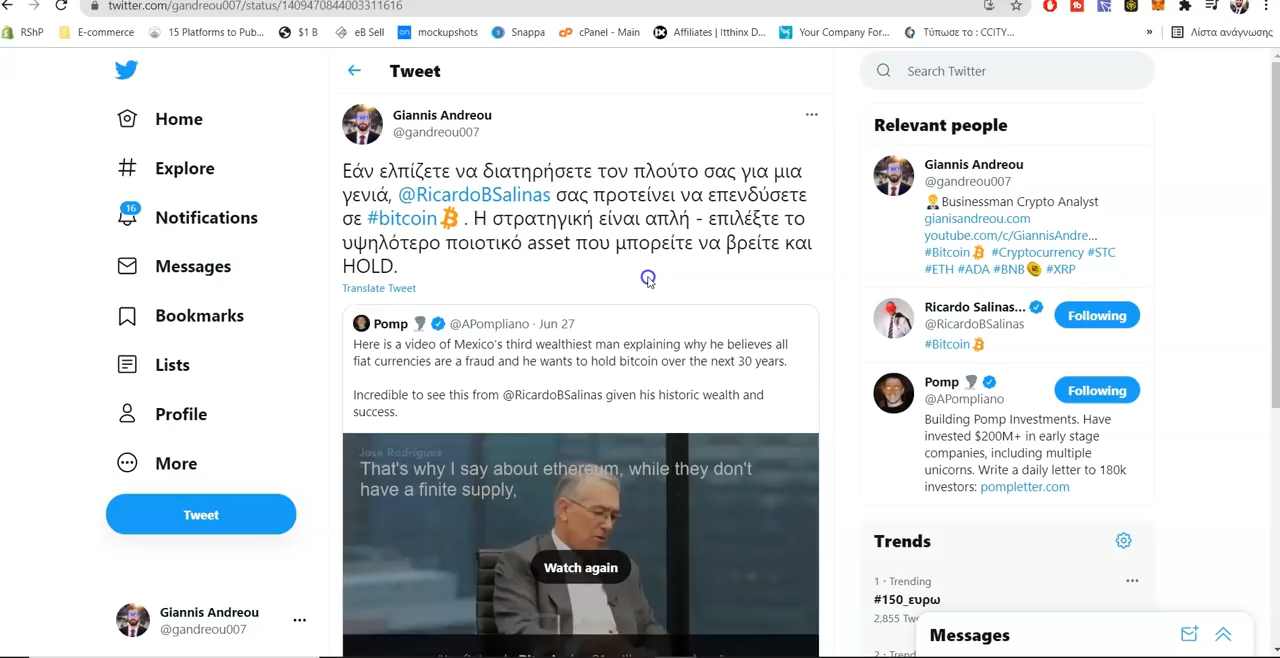 twitter.com/gandreou007/status/1409470844003311616
RShP
E-commerce
15 Platforms to Pub...
$1 B
eB Sell
mockupshots
Snappa
cPanel - Main
Affiliates | Itthinx D...
Your Company For...
Τύπωσε το : CCITY...
»
Λίστα ανάγνωσης
Home
Explore
16
Notifications
Messages
Bookmarks
Lists
Profile
More
Tweet
Giannis Andreou
@gandreou007
Tweet
Giannis Andreou
@gandreou007
Εάν ελπίζετε να διατηρήσετε τον πλούτο σας για μια
γενιά, @RicardoBSalinas σας προτείνει να επενδύσετε
σε #bitcoin . Η στρατηγική είναι απλή - επιλέξτε το
υψηλότερο ποιοτικό asset που μπορείτε να βρείτε και
HOLD.
Translate Tweet
Pomp @APompliano · Jun 27
Here is a video of Mexico's third wealthiest man explaining why he believes all
fiat currencies are a fraud and he wants to hold bitcoin over the next 30 years.
Incredible to see this from @RicardoBSalinas given his historic wealth and
success.
José Rodriguez
That's why I say about ethereum, while they don't
have a finite supply,
Watch again
Search Twitter
Relevant people
Giannis Andreou
@gandreou007
Businessman Crypto Analyst
gianisandreou.com
youtube.com/c/GiannisAndre...
#Bitcoin #Cryptocurrency #STC
#ETH #ADA #BNB #XRP
Ricardo Salinas...
@RicardoBSalinas
Following
#Bitcoin
Pomp
@APompliano
Following
Building Pomp Investments. Have
invested $200M+ in early stage
companies, including multiple
unicorns. Write a daily letter to 180k
investors: pompletter.com
Trends
1 · Trending
#150_ευρω
2,855 Tw
Messages
2 · Trend